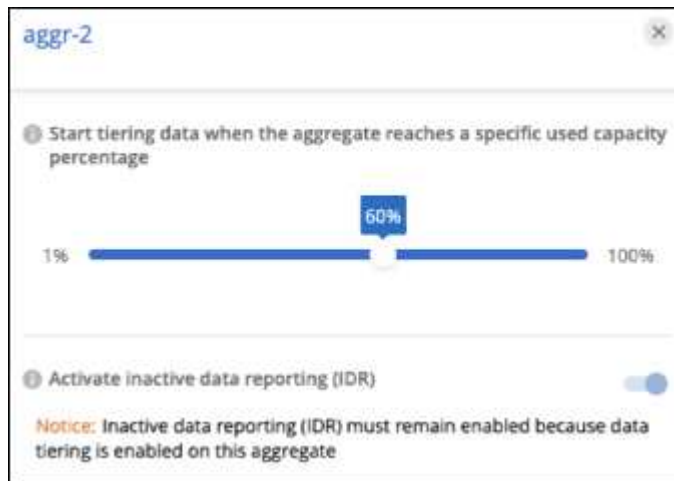 aggr-2
Start tiering data when the aggregate reaches a specific used capacity
percentage
60%
1%
100%
Activate inactive data reporting (IDR)
Notice: Inactive data reporting (IDR) must remain enabled because data
tiering is enabled on this aggregate